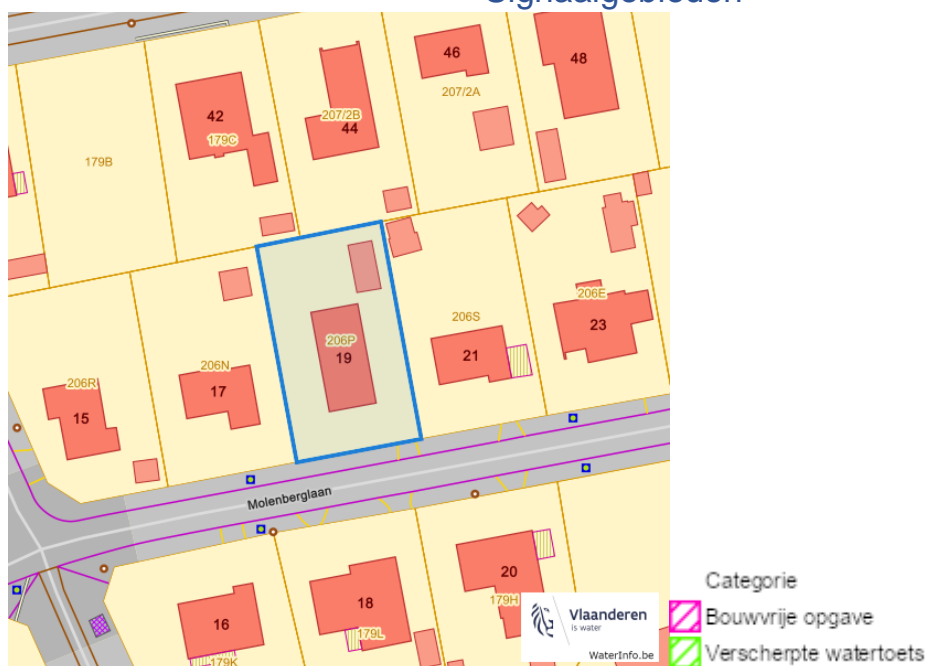 Signaalgebieden
46
48
42
207/2A
207/2B
44
179C
179B
206S
206E
23
206P
19
21
206N
206R
17
15
Molenberglaan
20
18
179H
16
179L
179K
Vlaanderen
is water
WaterInfo.be
Categorie
Bouwvrije opgave
Verscherpte watertoets